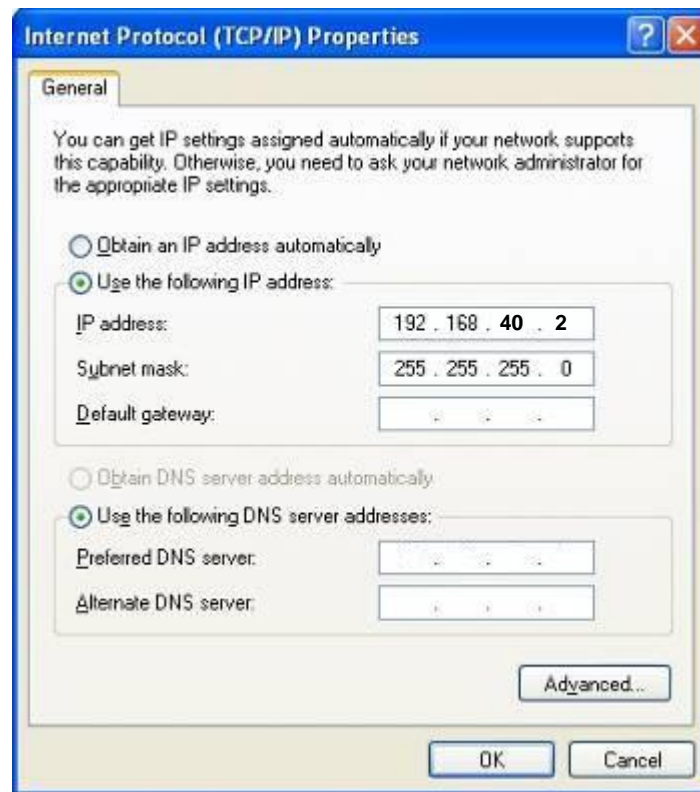 Internet Protocol (TCP/IP) Properties
General
You can get IP settings assigned automatically if your network supports
this capability. Otherwise, you need to ask your network administrator for
the appropriate IP settings.
Obtain an IP address automatically
Use the following IP address:
IP address: 192 . 168 . 40 . 2
Subnet mask: 255 . 255 . 255 . 0
Default gateway: . . .
Obtain DNS server address automatically
Use the following DNS server addresses:
Preferred DNS server: . . .
Alternate DNS server: . . .
Advanced...
OK Cancel